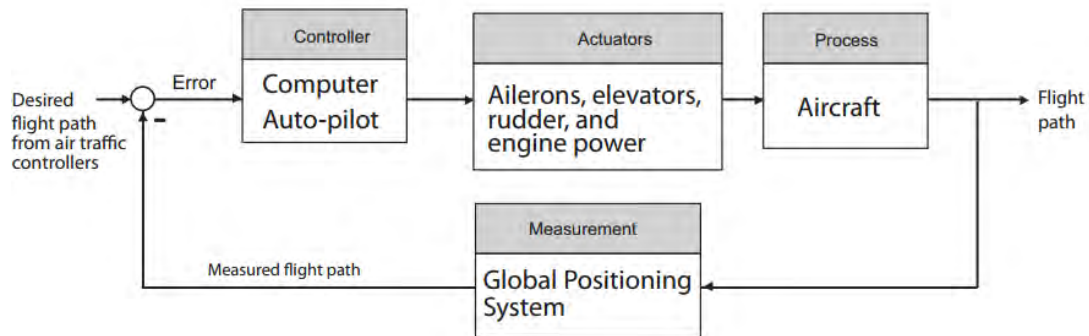 Controller
Actuators
Process
Error
Computer
Auto-pilot
Ailerons, elevators,
rudder, and
engine power
Aircraft
Desired
flight path
from air traffic
controllers
-
Flight
path
Measurement
Measured flight path
Global Positioning
System